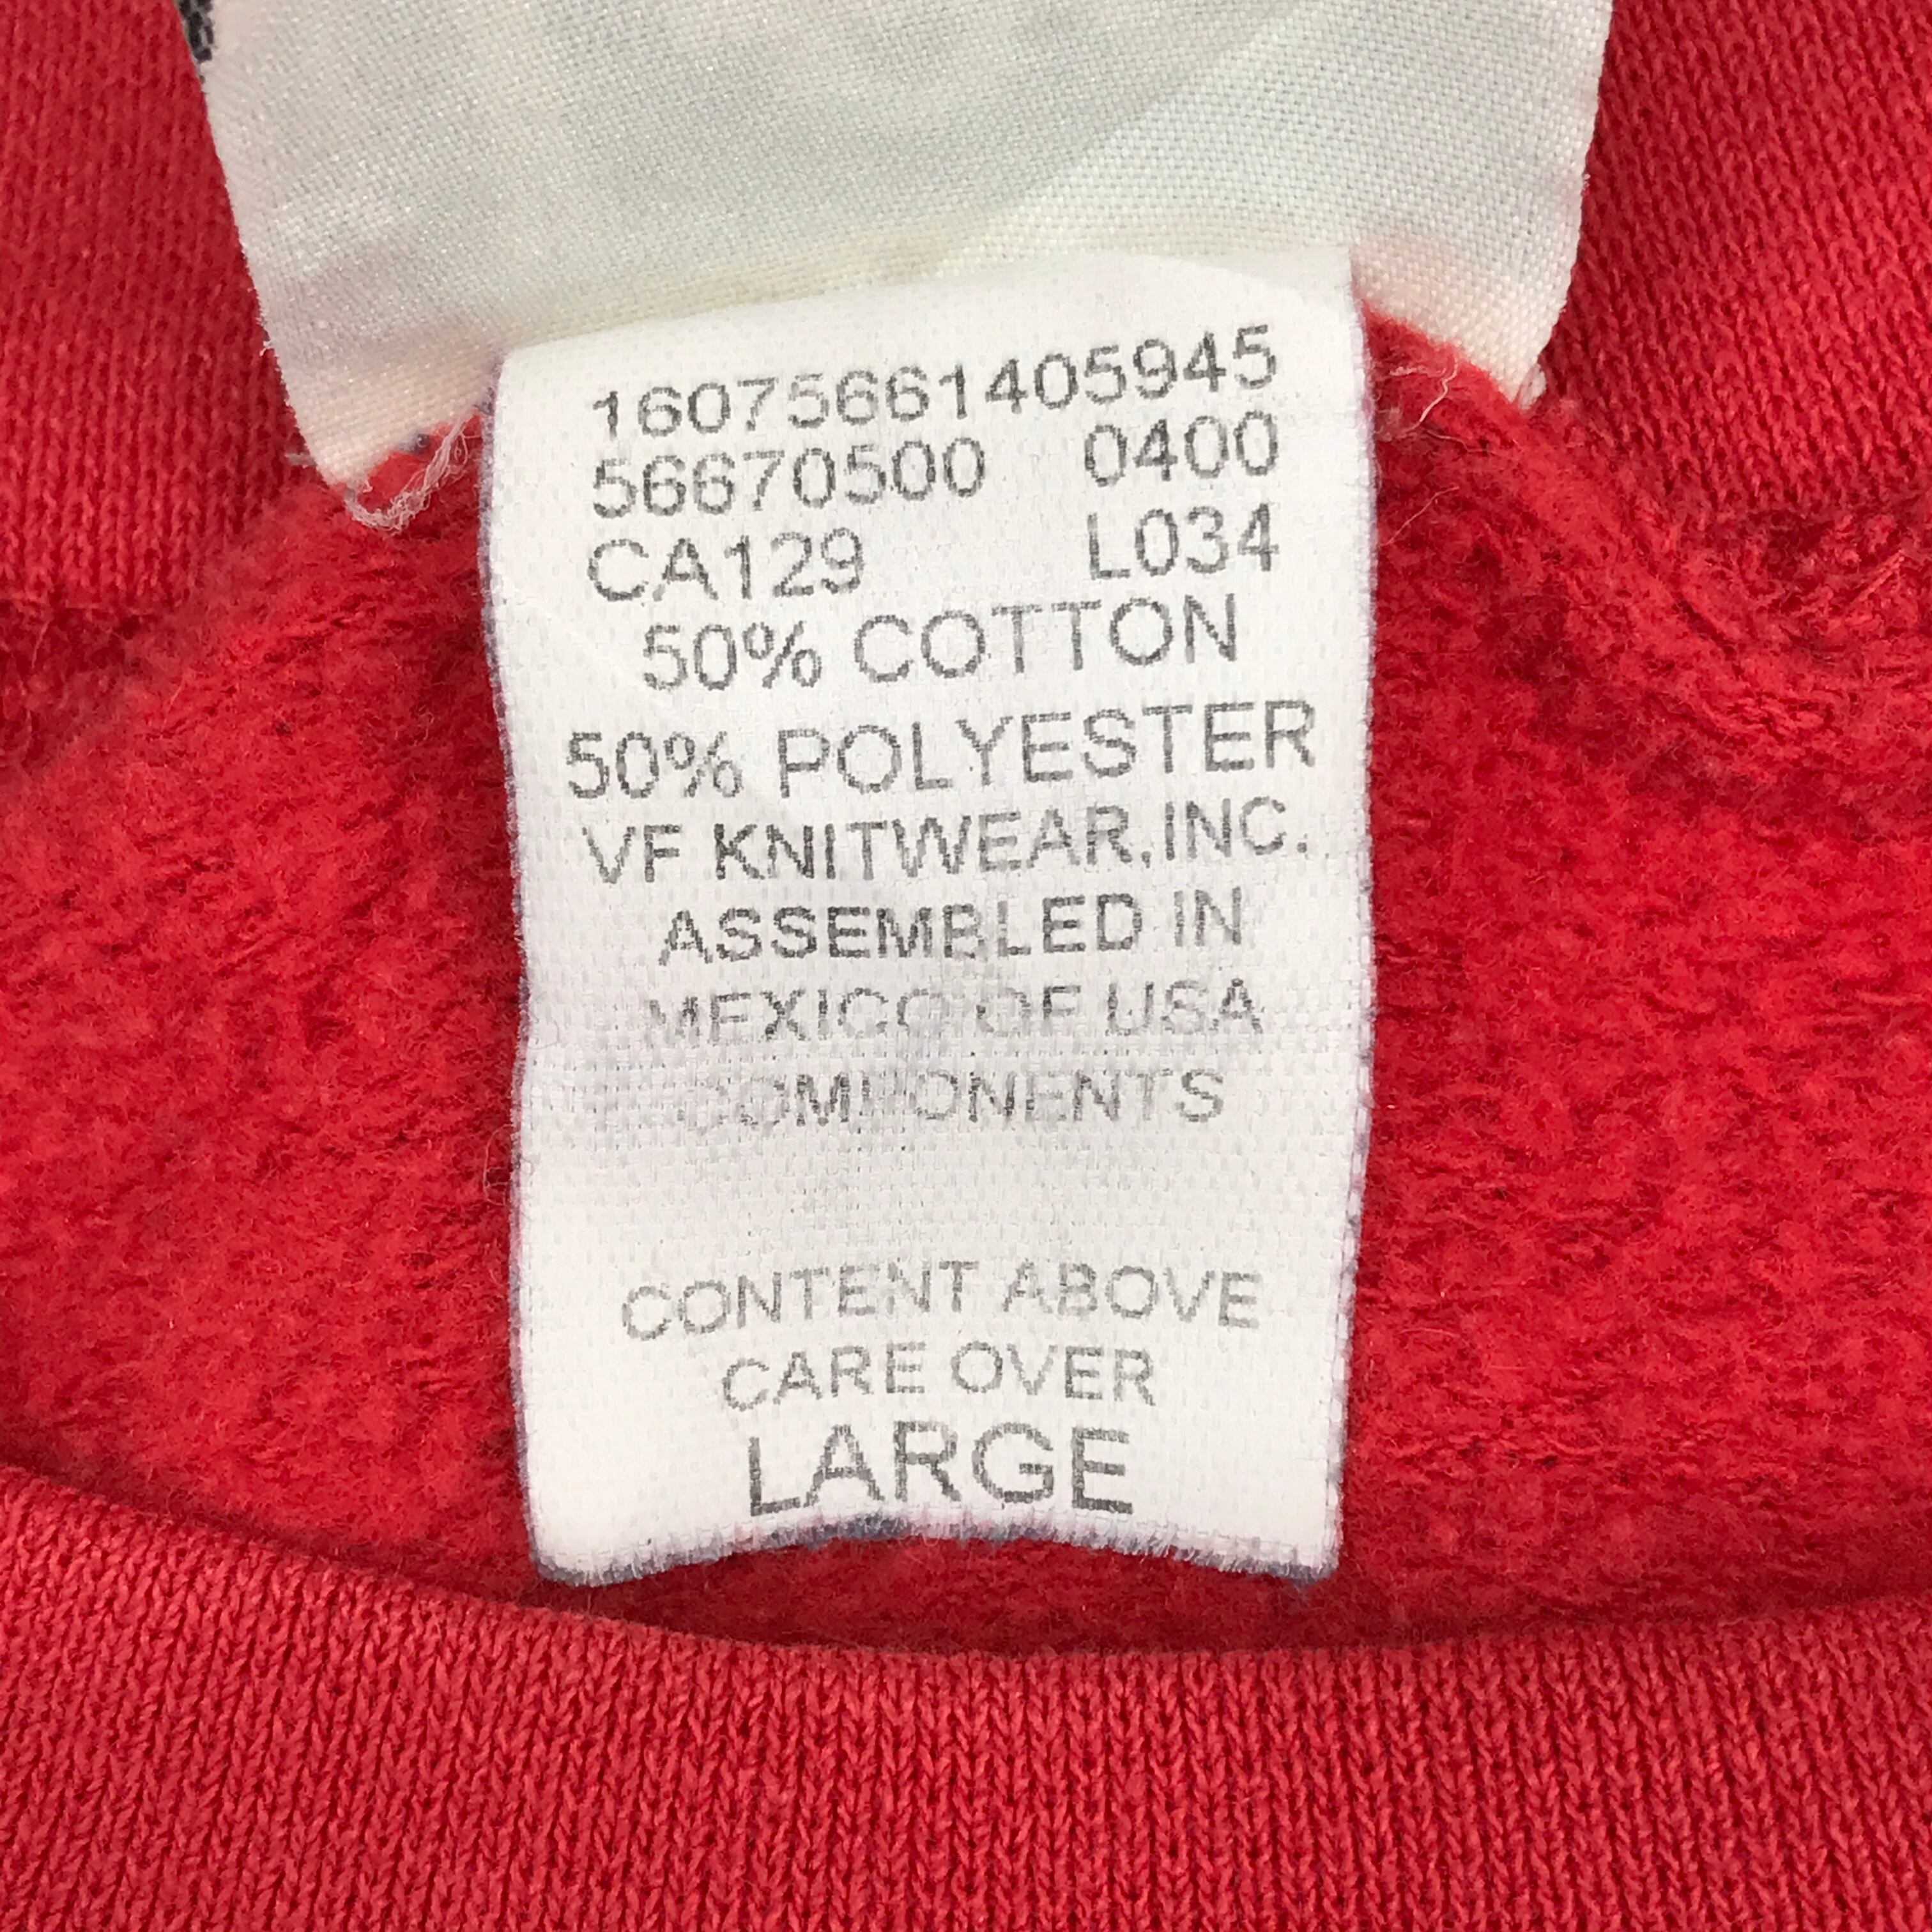 16075661405945
56670500 0400
CA129 L034
50% COTTON
50% POLYESTER
VF KNITWEAR,INC.
ASSEMBLED IN
MEXICO OF USA
COMPONENTS
CONTENT ABOVE
CARE OVER
LARGE